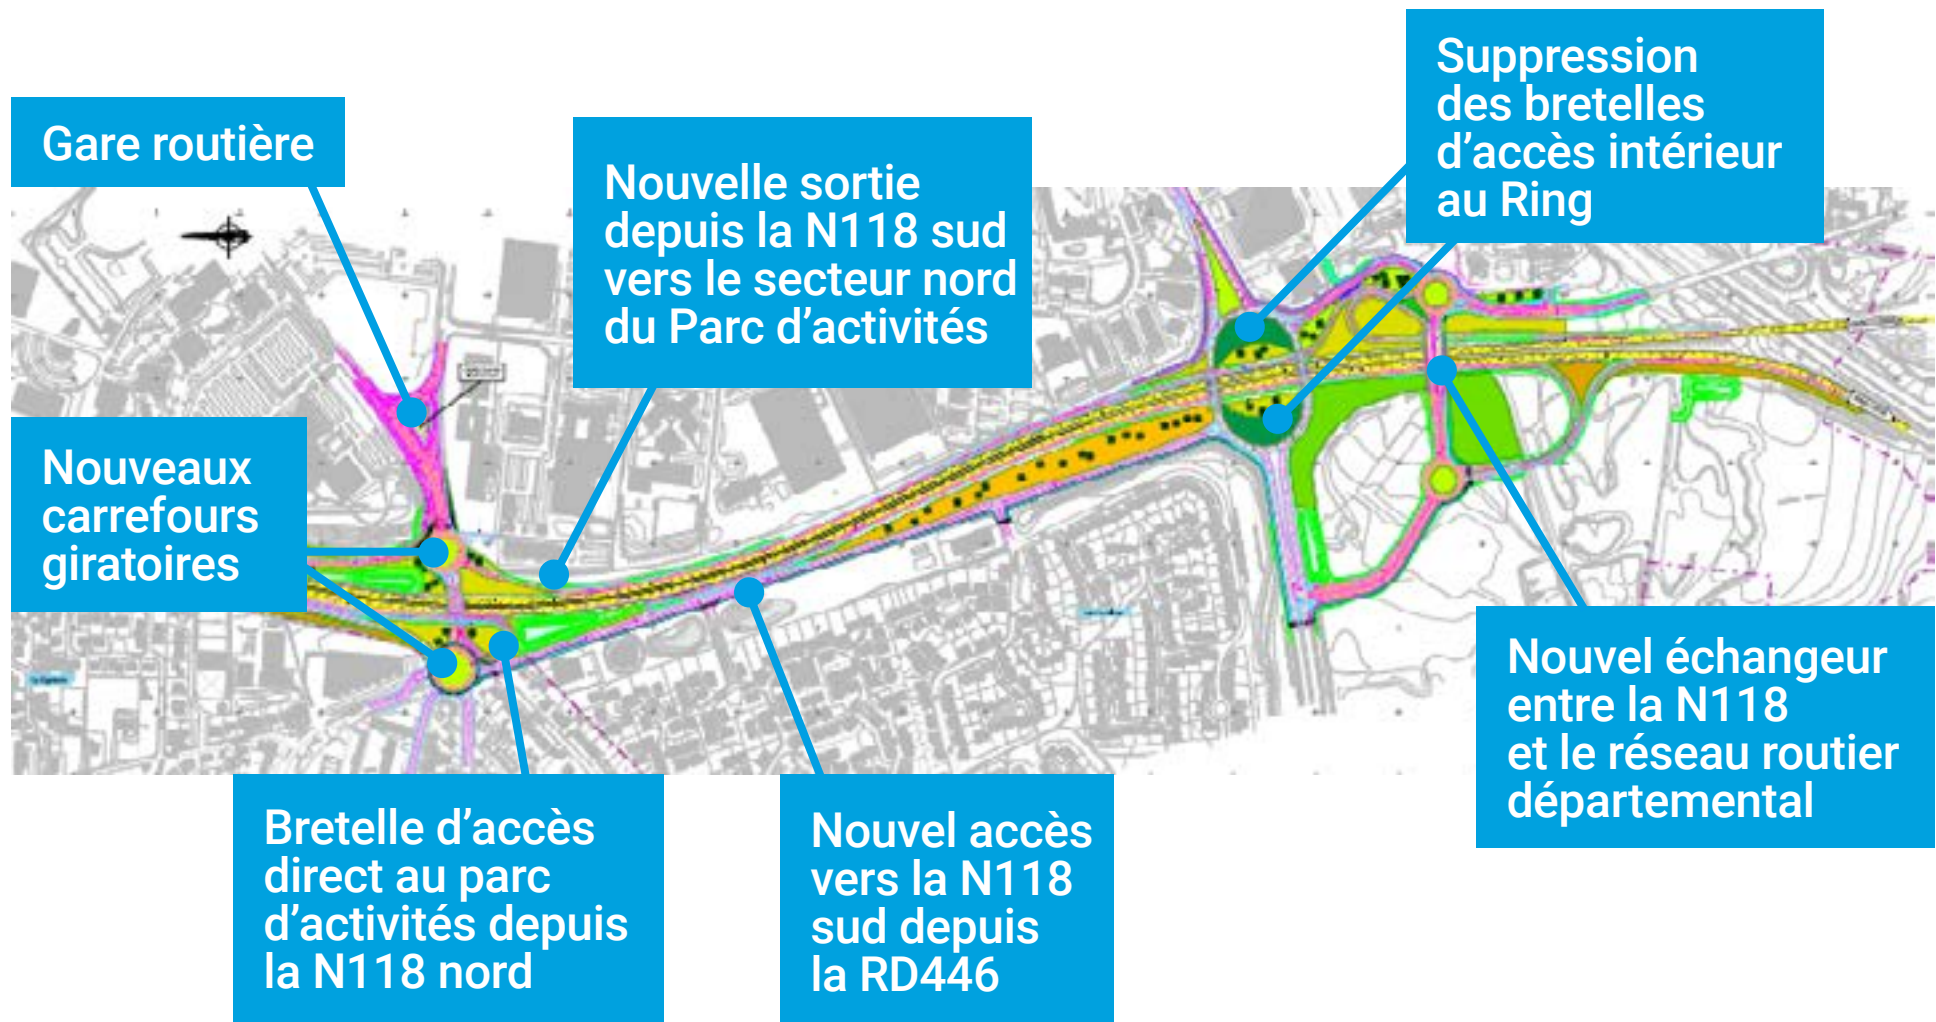 Gare routière
Nouvelle sortie
depuis la N118 sud
vers le secteur nord
du Parc d’activités
Suppression
des bretelles
d’accès intérieur
au Ring
Nouveaux
carrefours
giratoires
Bretelle d’accès
direct au parc
d’activités depuis
la N118 nord
Nouvel accès
vers la N118
sud depuis
la RD446
Nouvel échangeur
entre la N118
et le réseau routier
départemental